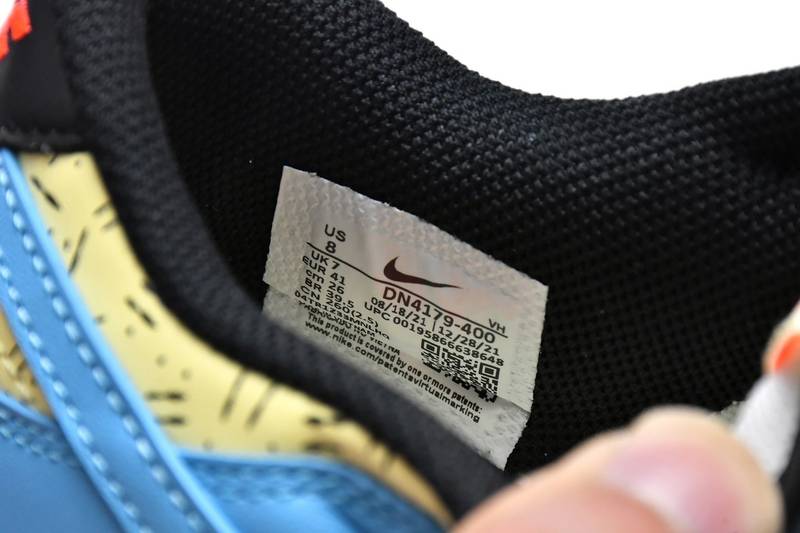 US
8
UK 7
EUR 41
cm 26
BR 39.5
CN 260(2.5)
DN4179-400
VH
08/18/21 12/28/21
UPC 00195866638648
This product is covered by one or more patents:
www.nike.com/patentsvirtualmarking